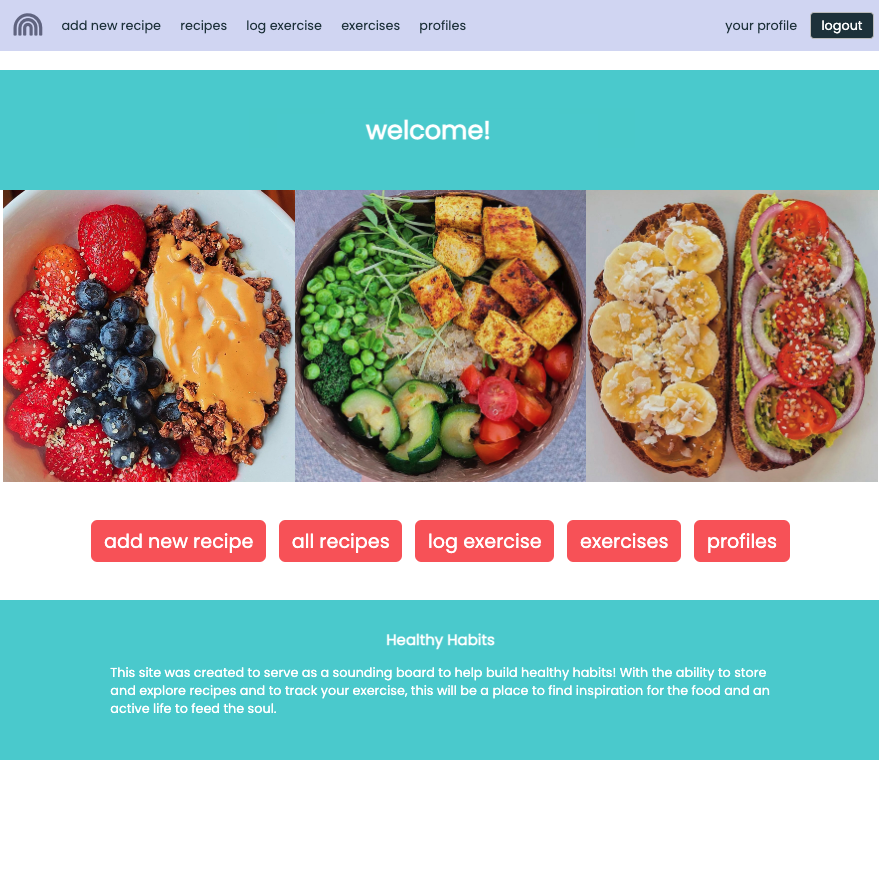 add new recipe recipes log exercise exercises profiles your profile logout
welcome!
add new recipe all recipes log exercise exercises profiles
Healthy Habits
This site was created to serve as a sounding board to help build healthy habits! With the ability to store
and explore recipes and to track your exercise, this will be a place to find inspiration for the food and an
active life to feed the soul.